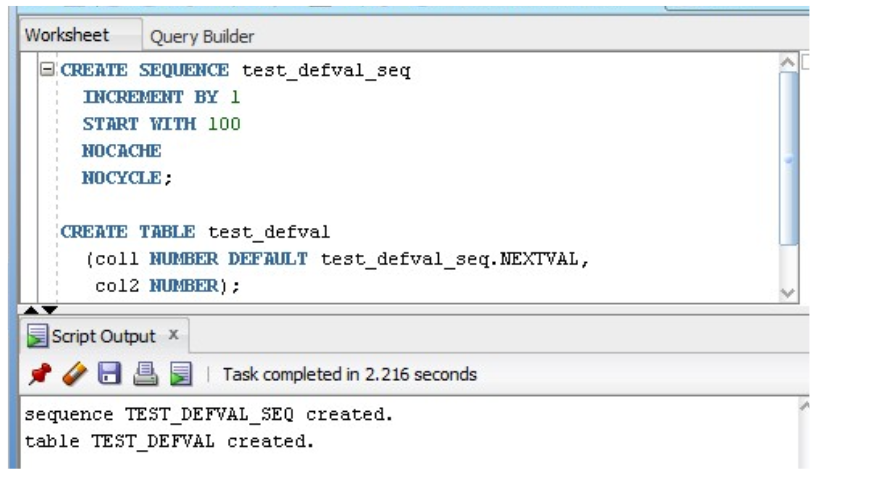 Worksheet Query Builder
CREATE SEQUENCE test_defval_seq
INCREMENT BY 1
START WITH 100
NOCACHE
NOCYCLE;
CREATE TABLE test_defval
(col1 NUMBER DEFAULT test_defval_seq.NEXTVAL,
col2 NUMBER);
Script Output x
Task completed in 2.216 seconds
sequence TEST_DEFVAL_SEQ created.
table TEST_DEFVAL created.